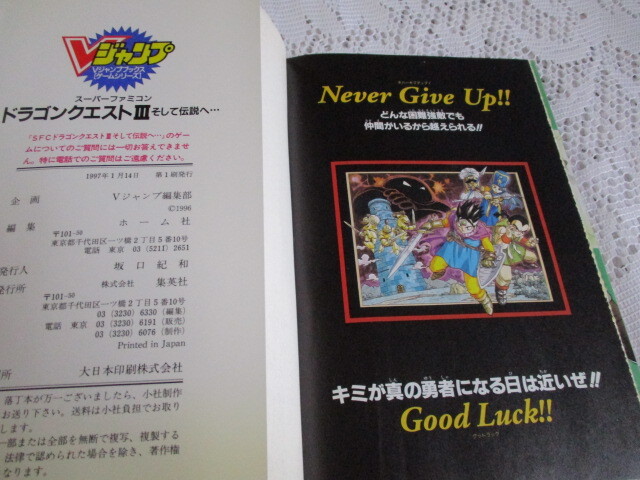 Vジャンプ
Vジャンプブックス
[ゲームシリーズ]
スーパーファミコン
ドラゴンクエストIIIそして伝説へ…
「SFCドラゴンクエストⅢそして伝説へ…」のゲー
ムについてのご質問には一切お答えできませ
ん。特に電話でのご質問はご遠慮ください。
1997年1月14日 第1刷発行
企画 Vジャンプ編集部
©1996
編集 ホーム社
〒101-50
東京都千代田区一ツ橋2丁目5番10号
電話 東京 03 (5211) 2651
発行人 坂口紀和
発行所 株式会社 集英社
〒101-50
東京都千代田区一ツ橋2丁目5番10号
03 (3230) 6330 (編集)
電話 東京 03 (3230) 6191 (販売)
03 (3230) 6076 (制作)
Printed in Japan
刷所 大日本印刷株式会社
落丁本が万一ございましたら、小社制作
お送り下さい。送料は小社負担でお取り
します。
一部または全部を無断で複写、複製する
法律で認められた場合を除き、著作権
なります。
Never Give Up!!
どんな困難強敵でも
仲間がいるから越えられる!!
キミが真の勇者になる日は近いぜ!!
Good Luck!!
グッドラック